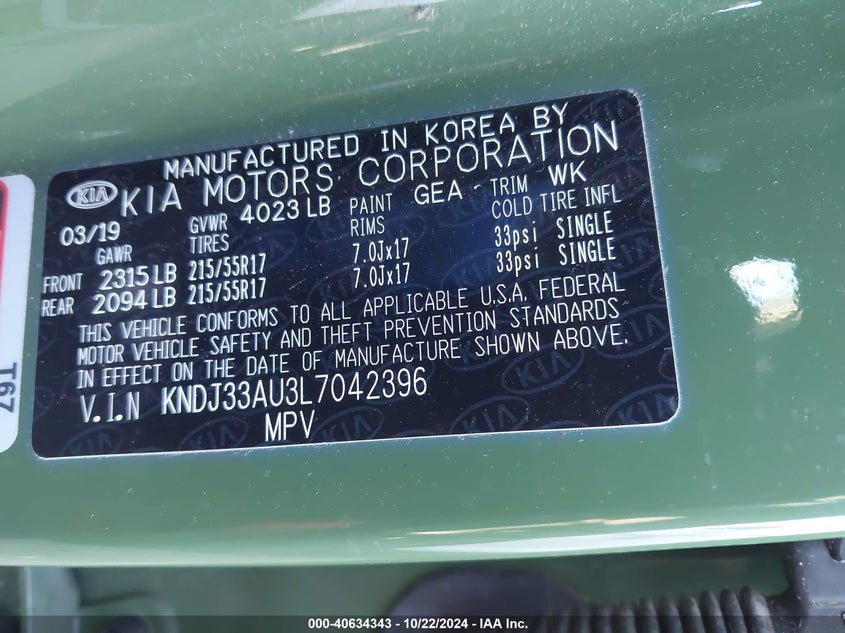 MANUFACTURED IN KOREA BY
KIA KIA MOTORS CORPORATION
03/19 GVWR 4023 LB PAINT GEA TRIM WK
GAWR TIRES RIMS COLD TIRE INFL
FRONT 2315 LB 215/55R17 7.0Jx17 33psi SINGLE
REAR 2094 LB 215/55R17 7.0Jx17 33psi SINGLE
THIS VEHICLE CONFORMS TO ALL APPLICABLE U.S.A. FEDERAL
MOTOR VEHICLE SAFETY AND THEFT PREVENTION STANDARDS
IN EFFECT ON THE DATE OF MANUFACTURE SHOWN ABOVE.
V.I.N KNDJ33AU3L7042396
MPV
000-40634343 / 10/22/2024 - IAA Inc.